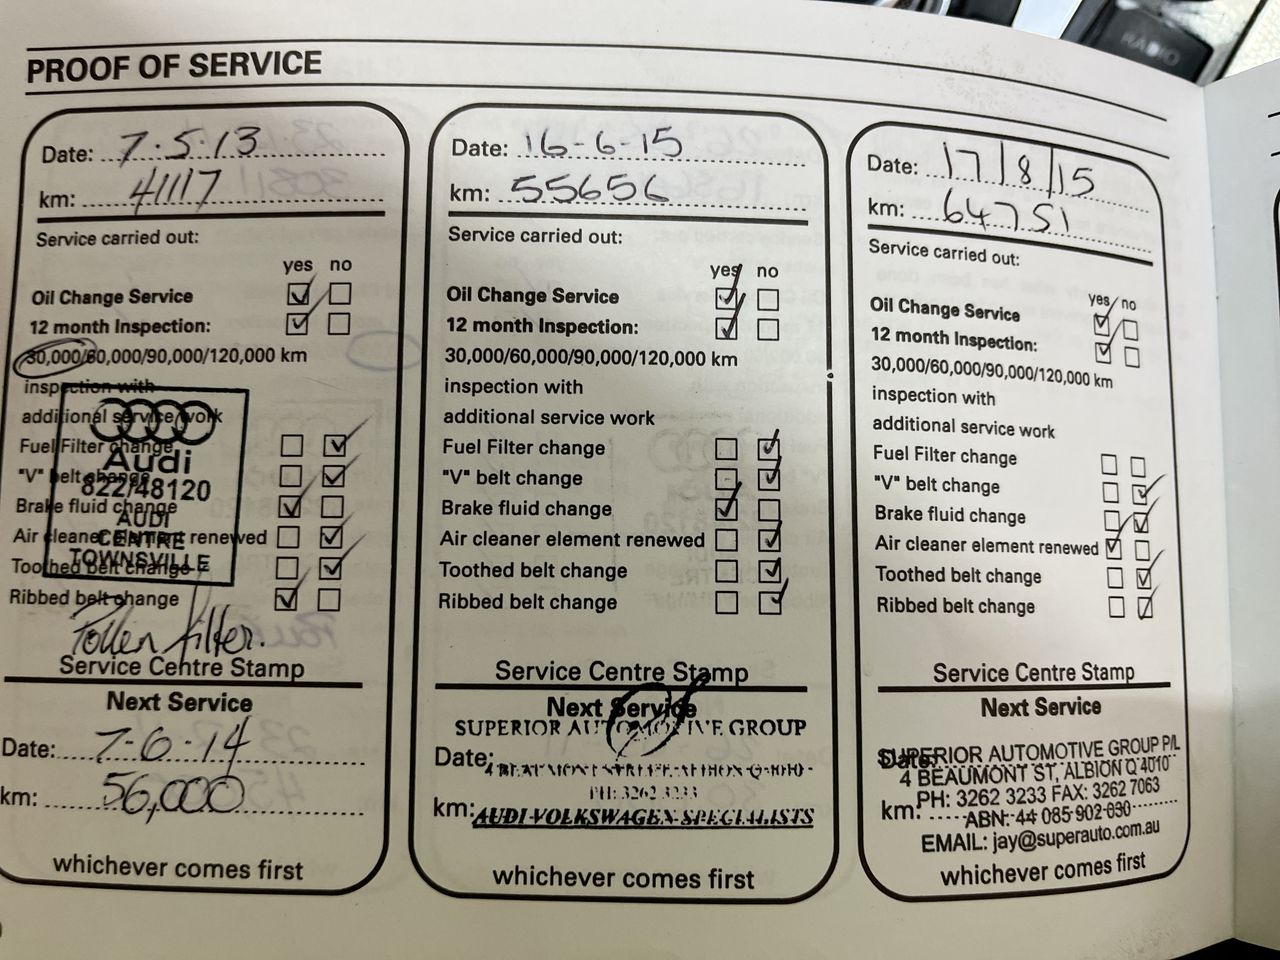 RADIO
PROOF OF SERVICE
Date: 7.5.13
km: 41117
Service carried out:
yes no
Oil Change Service
12 month Inspection:
30,000/60,000/90,000/120,000 km
inspection with
additional service work
Fuel Filter change
"V" belt change
Brake fluid change
Air cleaner element renewed
Toothed belt change
Ribbed belt change
Audi
822/48120
AUDI
CENTRE
TOWNSVILLE
Pollen filter.
Service Centre Stamp
Next Service
Date: 7-6-14
km: 56,000
whichever comes first
Date: 16-6-15
km: 55656
Service carried out:
yes no
Oil Change Service
12 month Inspection:
30,000/60,000/90,000/120,000 km
inspection with
additional service work
Fuel Filter change
"V" belt change
Brake fluid change
Air cleaner element renewed
Toothed belt change
Ribbed belt change
Service Centre Stamp
Next Service
SUPERIOR AUTOMOTIVE GROUP
Date:
4 BEAUMONT STREET ALBION Q 4010
PH: 3262 3233
km:
AUDI-VOLKSWAGEN SPECIALISTS
whichever comes first
Date: 17/8/15
km: 64751
Service carried out:
yes no
Oil Change Service
12 month Inspection:
30,000/60,000/90,000/120,000 km
inspection with
additional service work
Fuel Filter change
"V" belt change
Brake fluid change
Air cleaner element renewed
Toothed belt change
Ribbed belt change
Service Centre Stamp
Next Service
Date:
SUPERIOR AUTOMOTIVE GROUP P/L
4 BEAUMONT ST, ALBION Q 4010
km:
PH: 3262 3233 FAX: 3262 7063
ABN: 44 085 902 030
EMAIL: jay@superauto.com.au
whichever comes first